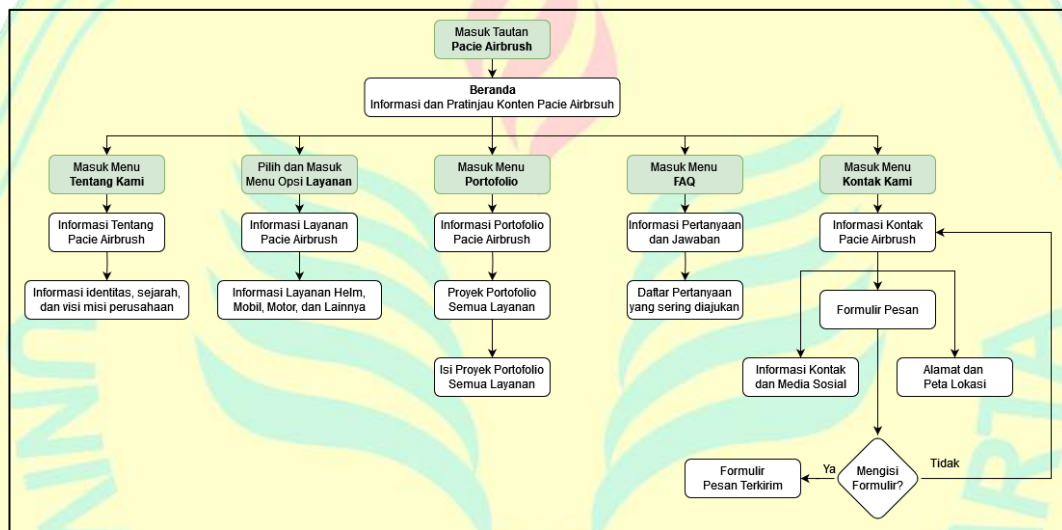 Masuk Tautan
Pacie Airbrush
Beranda
Informasi dan Pratinjau Konten Pacie Airbrsuh
Masuk Menu
Tentang Kami
Pilih dan Masuk
Menu Opsi Layanan
Masuk Menu
Portofolio
Masuk Menu
FAQ
Masuk Menu
Kontak Kami
Informasi Tentang
Pacie Airbrush
Informasi Layanan
Pacie Airbrush
Informasi Portofolio
Pacie Airbrush
Informasi Pertanyaan
dan Jawaban
Informasi Kontak
Pacie Airbrush
Informasi identitas, sejarah,
dan visi misi perusahaan
Informasi Layanan Helm,
Mobil, Motor, dan Lainnya
Proyek Portofolio
Semua Layanan
Daftar Pertanyaan
yang sering diajukan
Formulir Pesan
Isi Proyek Portofolio
Semua Layanan
Informasi Kontak
dan Media Sosial
Alamat dan
Peta Lokasi
Formulir
Pesan Terkirim
Ya
Mengisi
Formulir?
Tidak